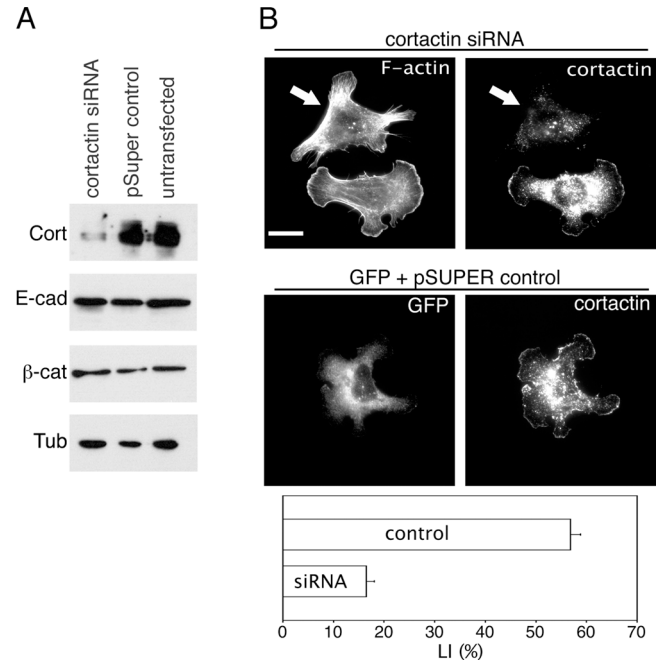 A
cortactin siRNA
pSuper control
untransfected
Cort
E-cad
β-cat
Tub
B
cortactin siRNA
F-actin
cortactin
GFP + pSUPER control
GFP
cortactin
control
siRNA
0 10 20 30 40 50 60 70
LI (%)